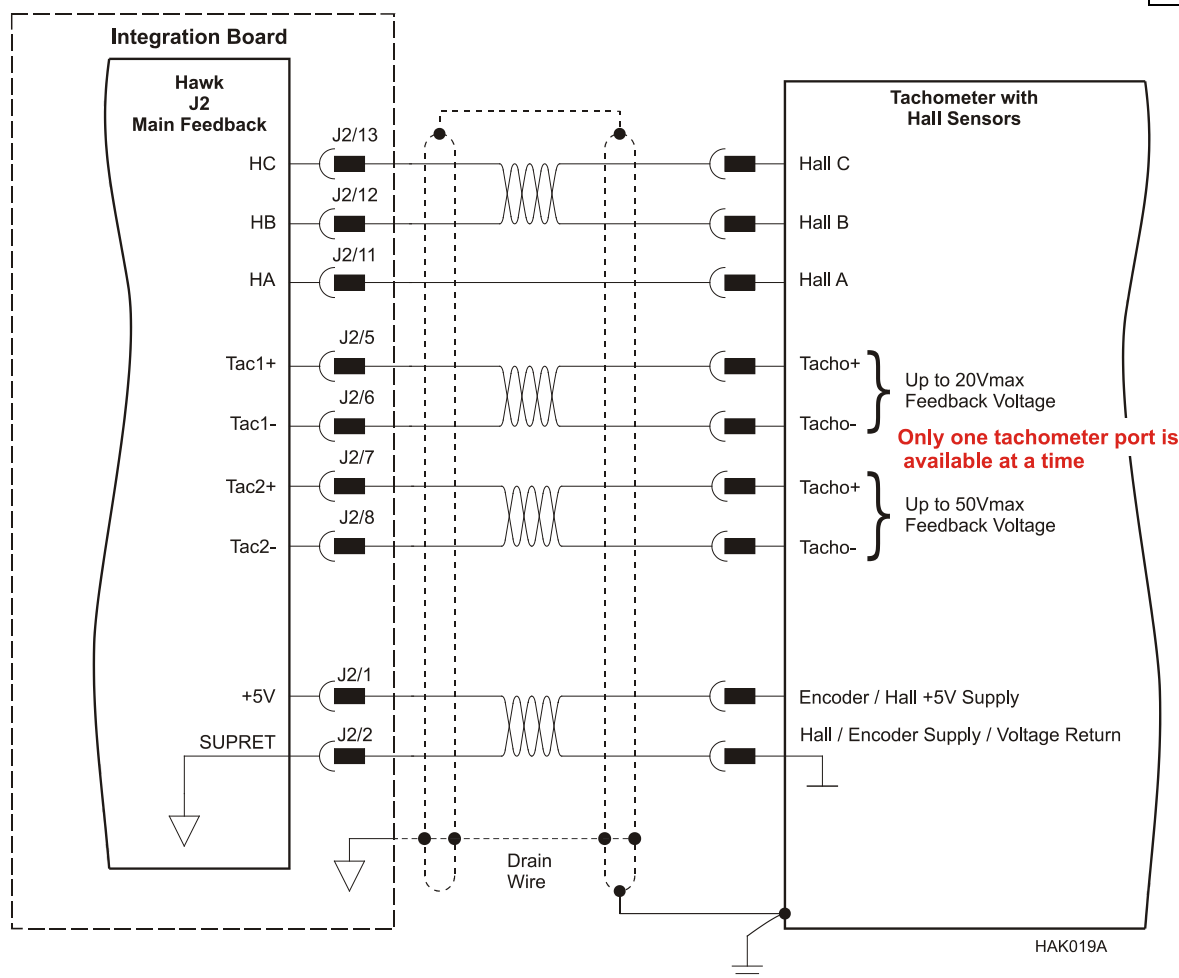 Integration Board
Hawk
J2
Main Feedback
Tachometer with
Hall Sensors
HC
J2/13
Hall C
HB
J2/12
Hall B
HA
J2/11
Hall A
Tac1+
J2/5
Tacho+
Tac1-
J2/6
Tacho-
Up to 20Vmax
Feedback Voltage
Only one tachometer port is
available at a time
Tac2+
J2/7
Tacho+
Tac2-
J2/8
Tacho-
Up to 50Vmax
Feedback Voltage
+5V
J2/1
Encoder / Hall +5V Supply
SUPRET
J2/2
Hall / Encoder Supply / Voltage Return
Drain
Wire
HAK019A